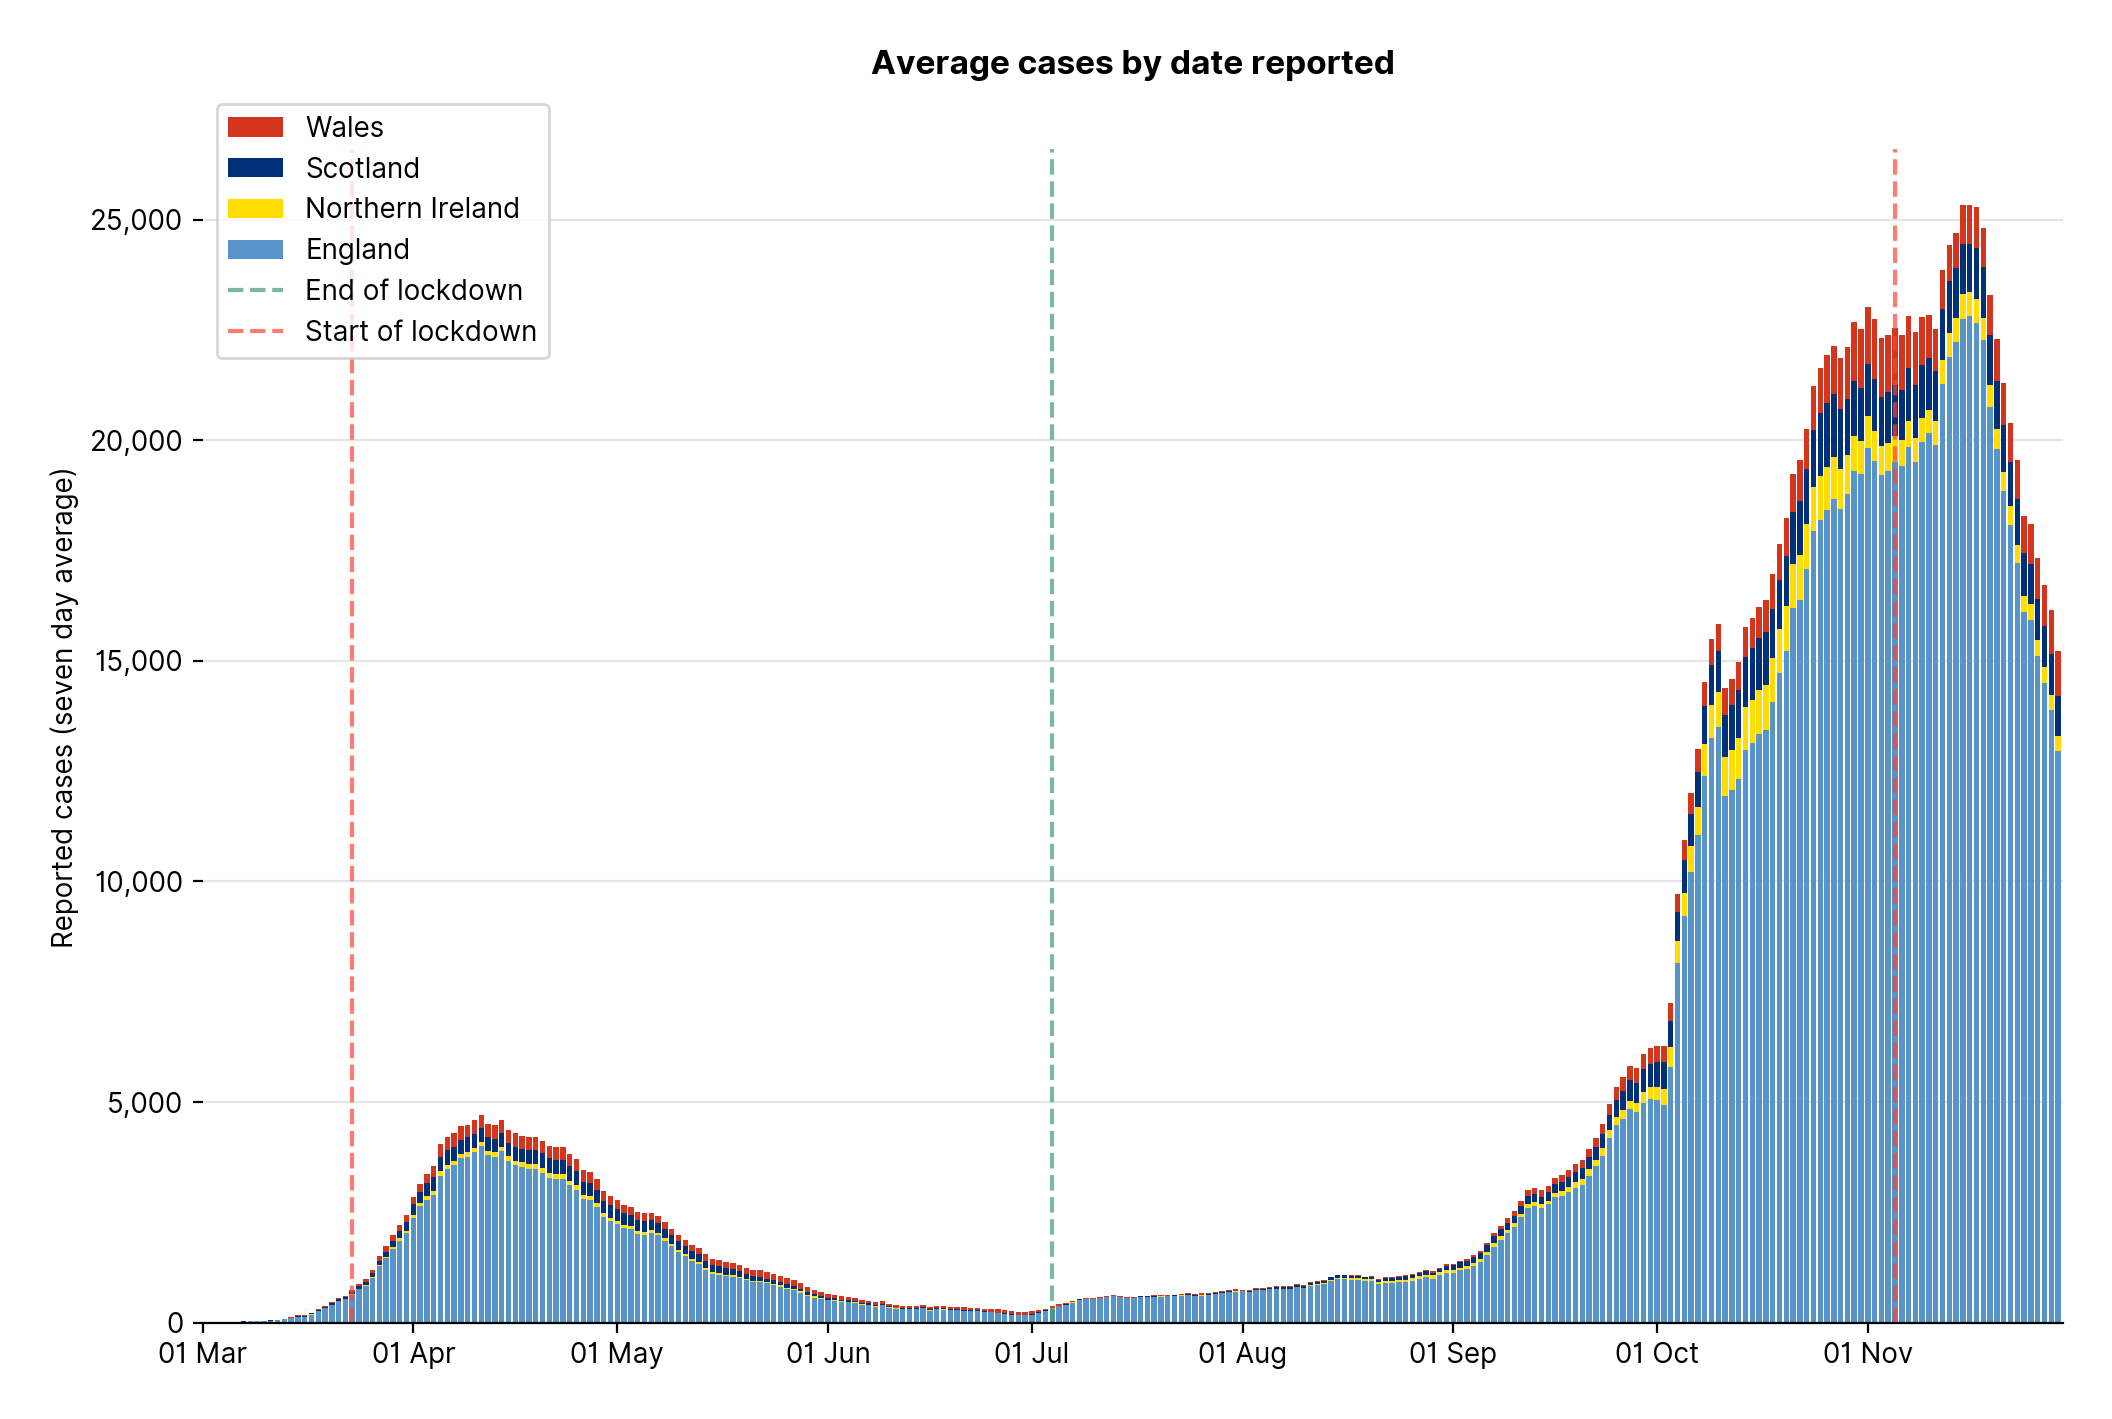 Average cases by date reported
Wales
Scotland
Northern Ireland
England
End of lockdown
Start of lockdown
Reported cases (seven day average)
25,000
20,000
15,000
10,000
5,000
0
01 Mar
01 Apr
01 May
01 Jun
01 Jul
01 Aug
01 Sep
01 Oct
01 Nov